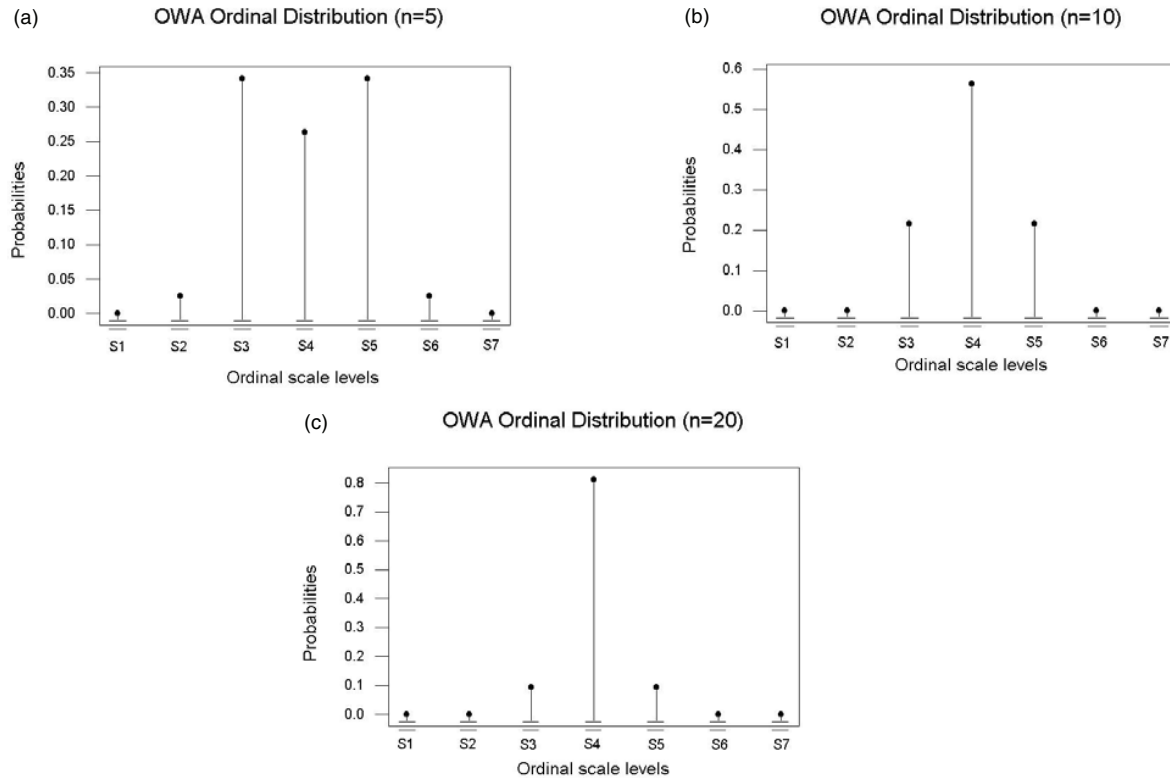 (a)
OWA Ordinal Distribution (n=5)
0.35
0.30
0.25
0.20
0.15
0.10
0.05
0.00
Probabilities
S1 S2 S3 S4 S5 S6 S7
Ordinal scale levels
(b)
OWA Ordinal Distribution (n=10)
0.6
0.5
0.4
0.3
0.2
0.1
0.0
Probabilities
S1 S2 S3 S4 S5 S6 S7
Ordinal scale levels
(c)
OWA Ordinal Distribution (n=20)
0.8
0.7
0.6
0.5
0.4
0.3
0.2
0.1
0.0
Probabilities
S1 S2 S3 S4 S5 S6 S7
Ordinal scale levels